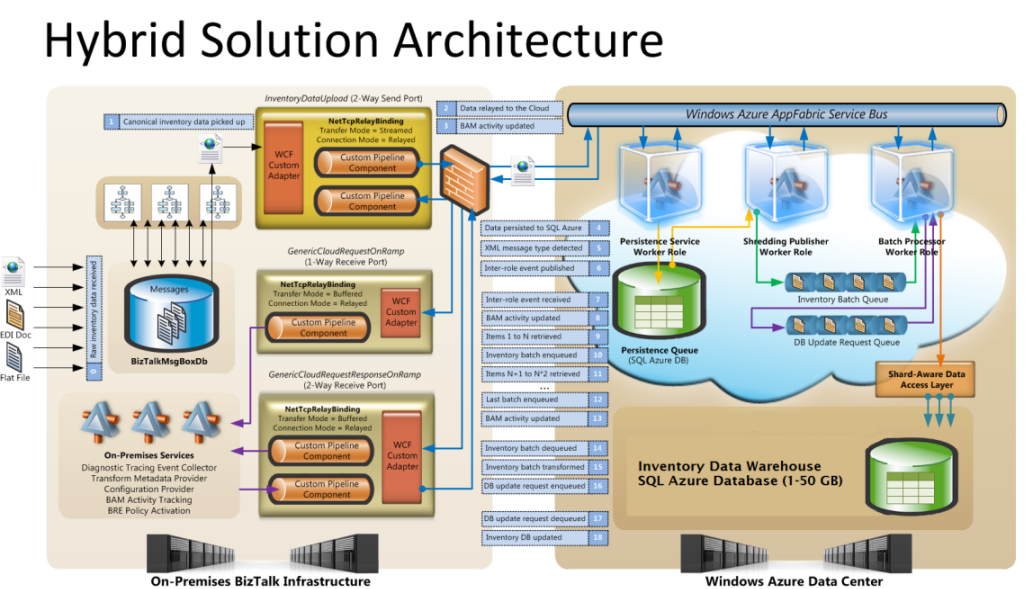 Hybrid Solution Architecture
InventoryDataUpload (2-Way Send Port)
1 Canonical inventory data picked up
NetTcpRelayBinding
Transfer Mode = Streamed
Connection Mode = Relayed
WCF
Custom
Adapter
Custom Pipeline
Component
Custom Pipeline
Component
2 Data relayed to the Cloud
3 BAM activity updated
Windows Azure AppFabric Service Bus
XML
EDI Doc
Flat File
Raw inventory data received
0
Messages
BizTalkMsgBoxDb
GenericCloudRequestOnRamp
(1-Way Receive Port)
NetTcpRelayBinding
Transfer Mode = Buffered
Connection Mode = Relayed
Custom Pipeline
Component
WCF
Custom
Adapter
GenericCloudRequestResponseOnRamp
(2-Way Receive Port)
NetTcpRelayBinding
Transfer Mode = Buffered
Connection Mode = Relayed
Custom Pipeline
Component
Custom Pipeline
Component
WCF
Custom
Adapter
On-Premises Services
Diagnostic Tracing Event Collector
Transform Metadata Provider
Configuration Provider
BAM Activity Tracking
BRE Policy Activation
Data persisted to SQL Azure 4
XML message type detected 5
Inter-role event published 6
Inter-role event received 7
BAM activity updated 8
Items 1 to N retrieved 9
Inventory batch enqueued 10
Items N+1 to N*2 retrieved 11
...
Last batch enqueued 12
BAM activity updated 13
Inventory batch dequeued 14
Inventory batch transformed 15
DB update request enqueued 16
DB update request dequeued 17
Inventory DB updated 18
Persistence Service
Worker Role
Shredding Publisher
Worker Role
Batch Processor
Worker Role
Persistence Queue
(SQL Azure DB)
Inventory Batch Queue
DB Update Request Queue
Shard-Aware Data
Access Layer
Inventory Data Warehouse
SQL Azure Database (1-50 GB)
On-Premises BizTalk Infrastructure
Windows Azure Data Center